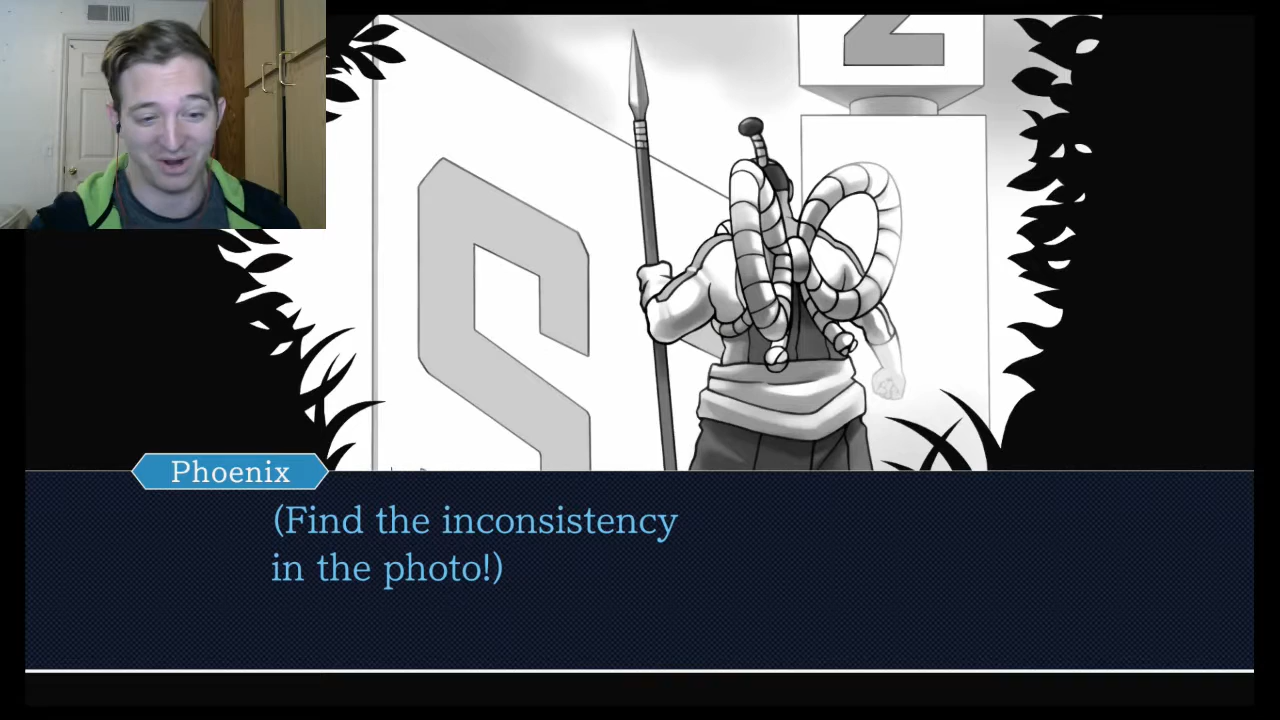 2
S
Phoenix
(Find the inconsistency
in the photo!)